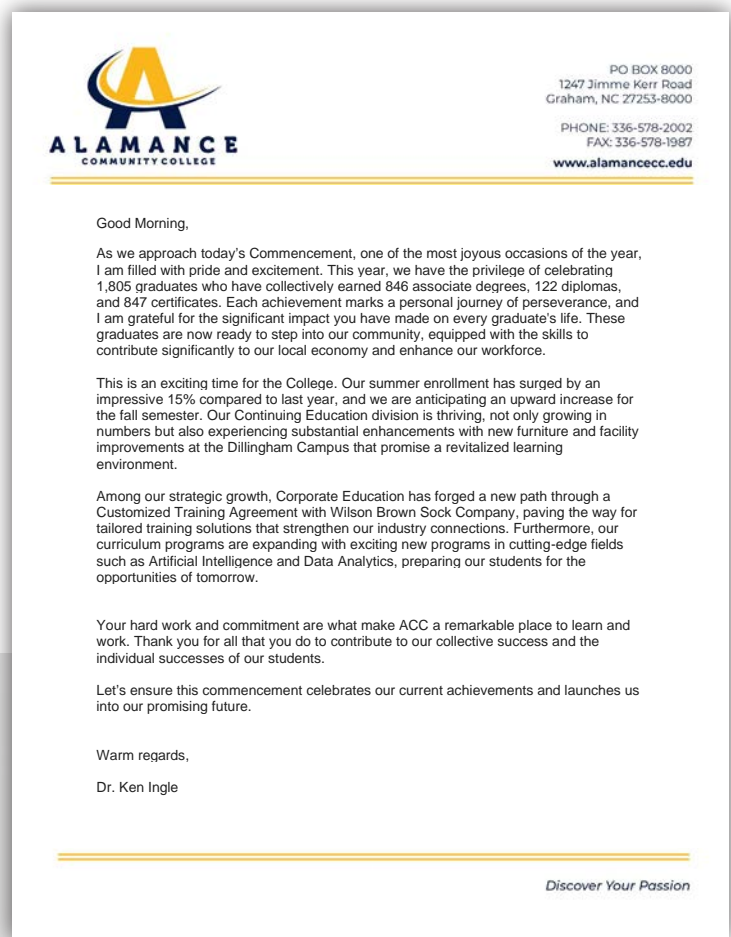 ALAMANCE
COMMUNITY COLLEGE
PO BOX 8000
1247 Jimme Kerr Road
Graham, NC 27253-8000
PHONE: 336-578-2002
FAX: 336-578-1987
www.alamancecc.edu
Good Morning,
As we approach today's Commencement, one of the most joyous occasions of the year,
I am filled with pride and excitement. This year, we have the privilege of celebrating
1,805 graduates who have collectively earned 846 associate degrees, 122 diplomas,
and 847 certificates. Each achievement marks a personal journey of perseverance, and
I am grateful for the significant impact you have made on every graduate's life. These
graduates are now ready to step into our community, equipped with the skills to
contribute significantly to our local economy and enhance our workforce.
This is an exciting time for the College. Our summer enrollment has surged by an
impressive 15% compared to last year, and we are anticipating an upward increase for
the fall semester. Our Continuing Education division is thriving, not only growing in
numbers but also experiencing substantial enhancements with new furniture and facility
improvements at the Dillingham Campus that promise a revitalized learning
environment.
Among our strategic growth, Corporate Education has forged a new path through a
Customized Training Agreement with Wilson Brown Sock Company, paving the way for
tailored training solutions that strengthen our industry connections. Furthermore, our
curriculum programs are expanding with exciting new programs in cutting-edge fields
such as Artificial Intelligence and Data Analytics, preparing our students for the
opportunities of tomorrow.
Your hard work and commitment are what make ACC a remarkable place to learn and
work. Thank you for all that you do to contribute to our collective success and the
individual successes of our students.
Let's ensure this commencement celebrates our current achievements and launches us
into our promising future.
Warm regards,
Dr. Ken Ingle
Discover Your Passion